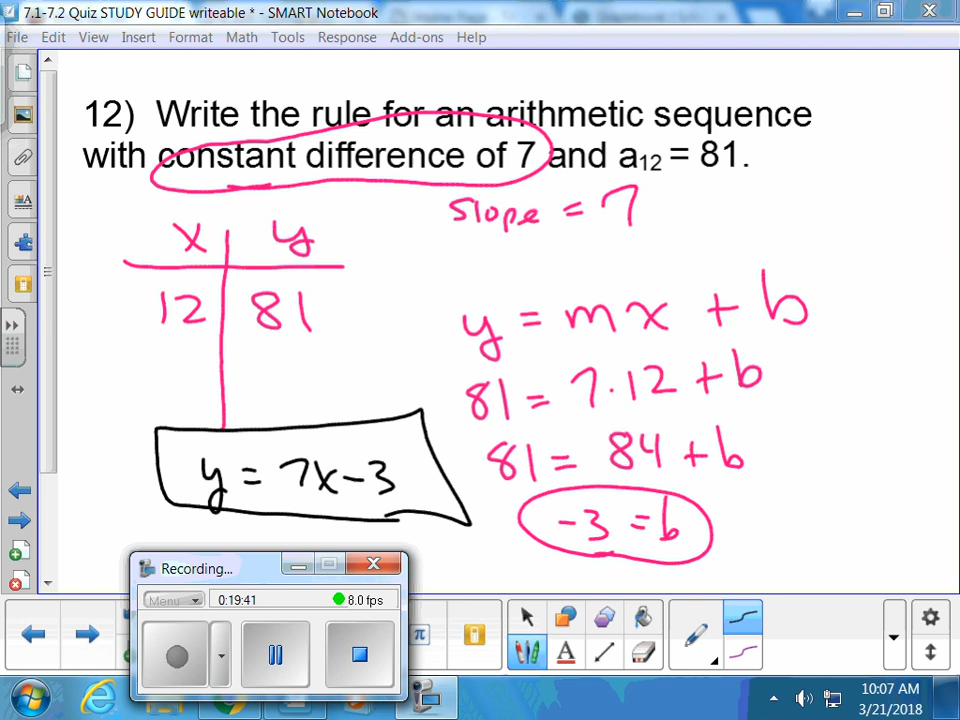 7.1-7.2 Quiz STUDY GUIDE writeable * - SMART Notebook
File Edit View Insert Format Math Tools Response Add-ons Help
12) Write the rule for an arithmetic sequence
with constant difference of 7 and a12 = 81.
slope = 7
x y
12 81
y = mx + b
81 = 7·12 + b
81 = 84 + b
y = 7x-3
-3 = b
Recording...
Menu 0:19:41 8.0 fps
π
A
10:07 AM
3/21/2018